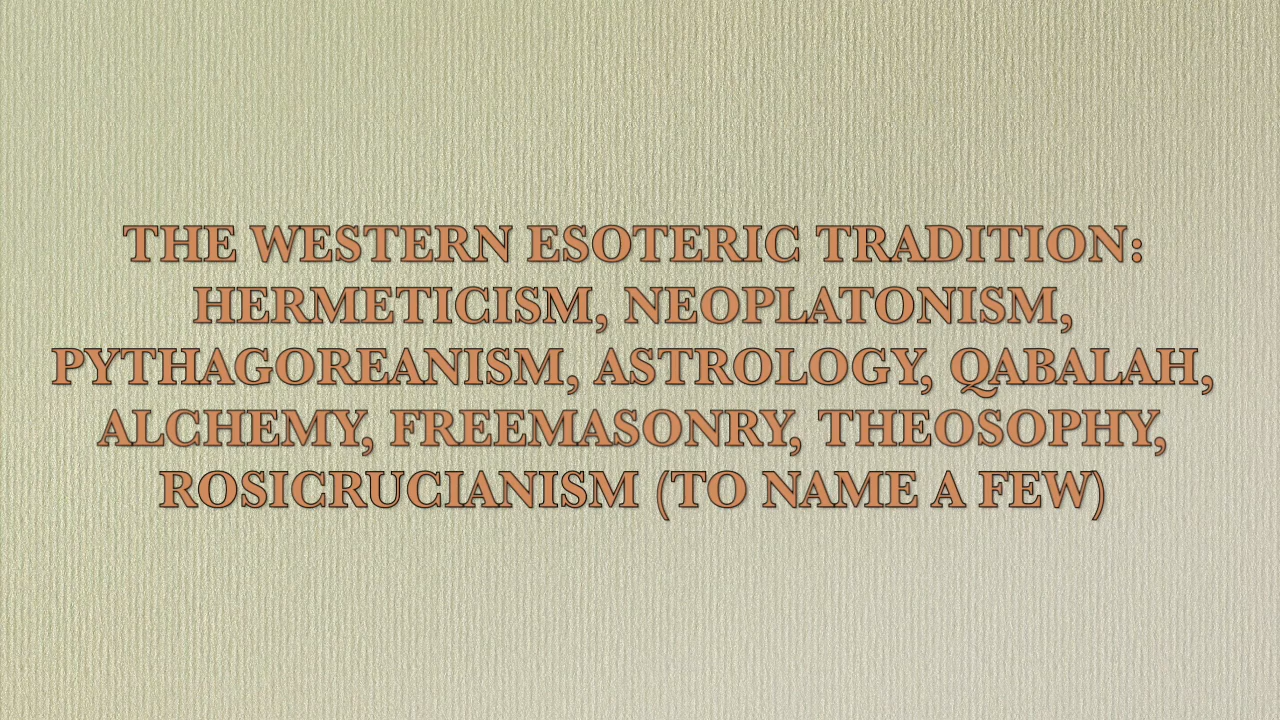 THE WESTERN ESOTERIC TRADITION:
HERMETICISM, NEOPLATONISM,
PYTHAGOREANISM, ASTROLOGY, QABALAH,
ALCHEMY, FREEMASONRY, THEOSOPHY,
ROSICRUCIANISM (TO NAME A FEW)